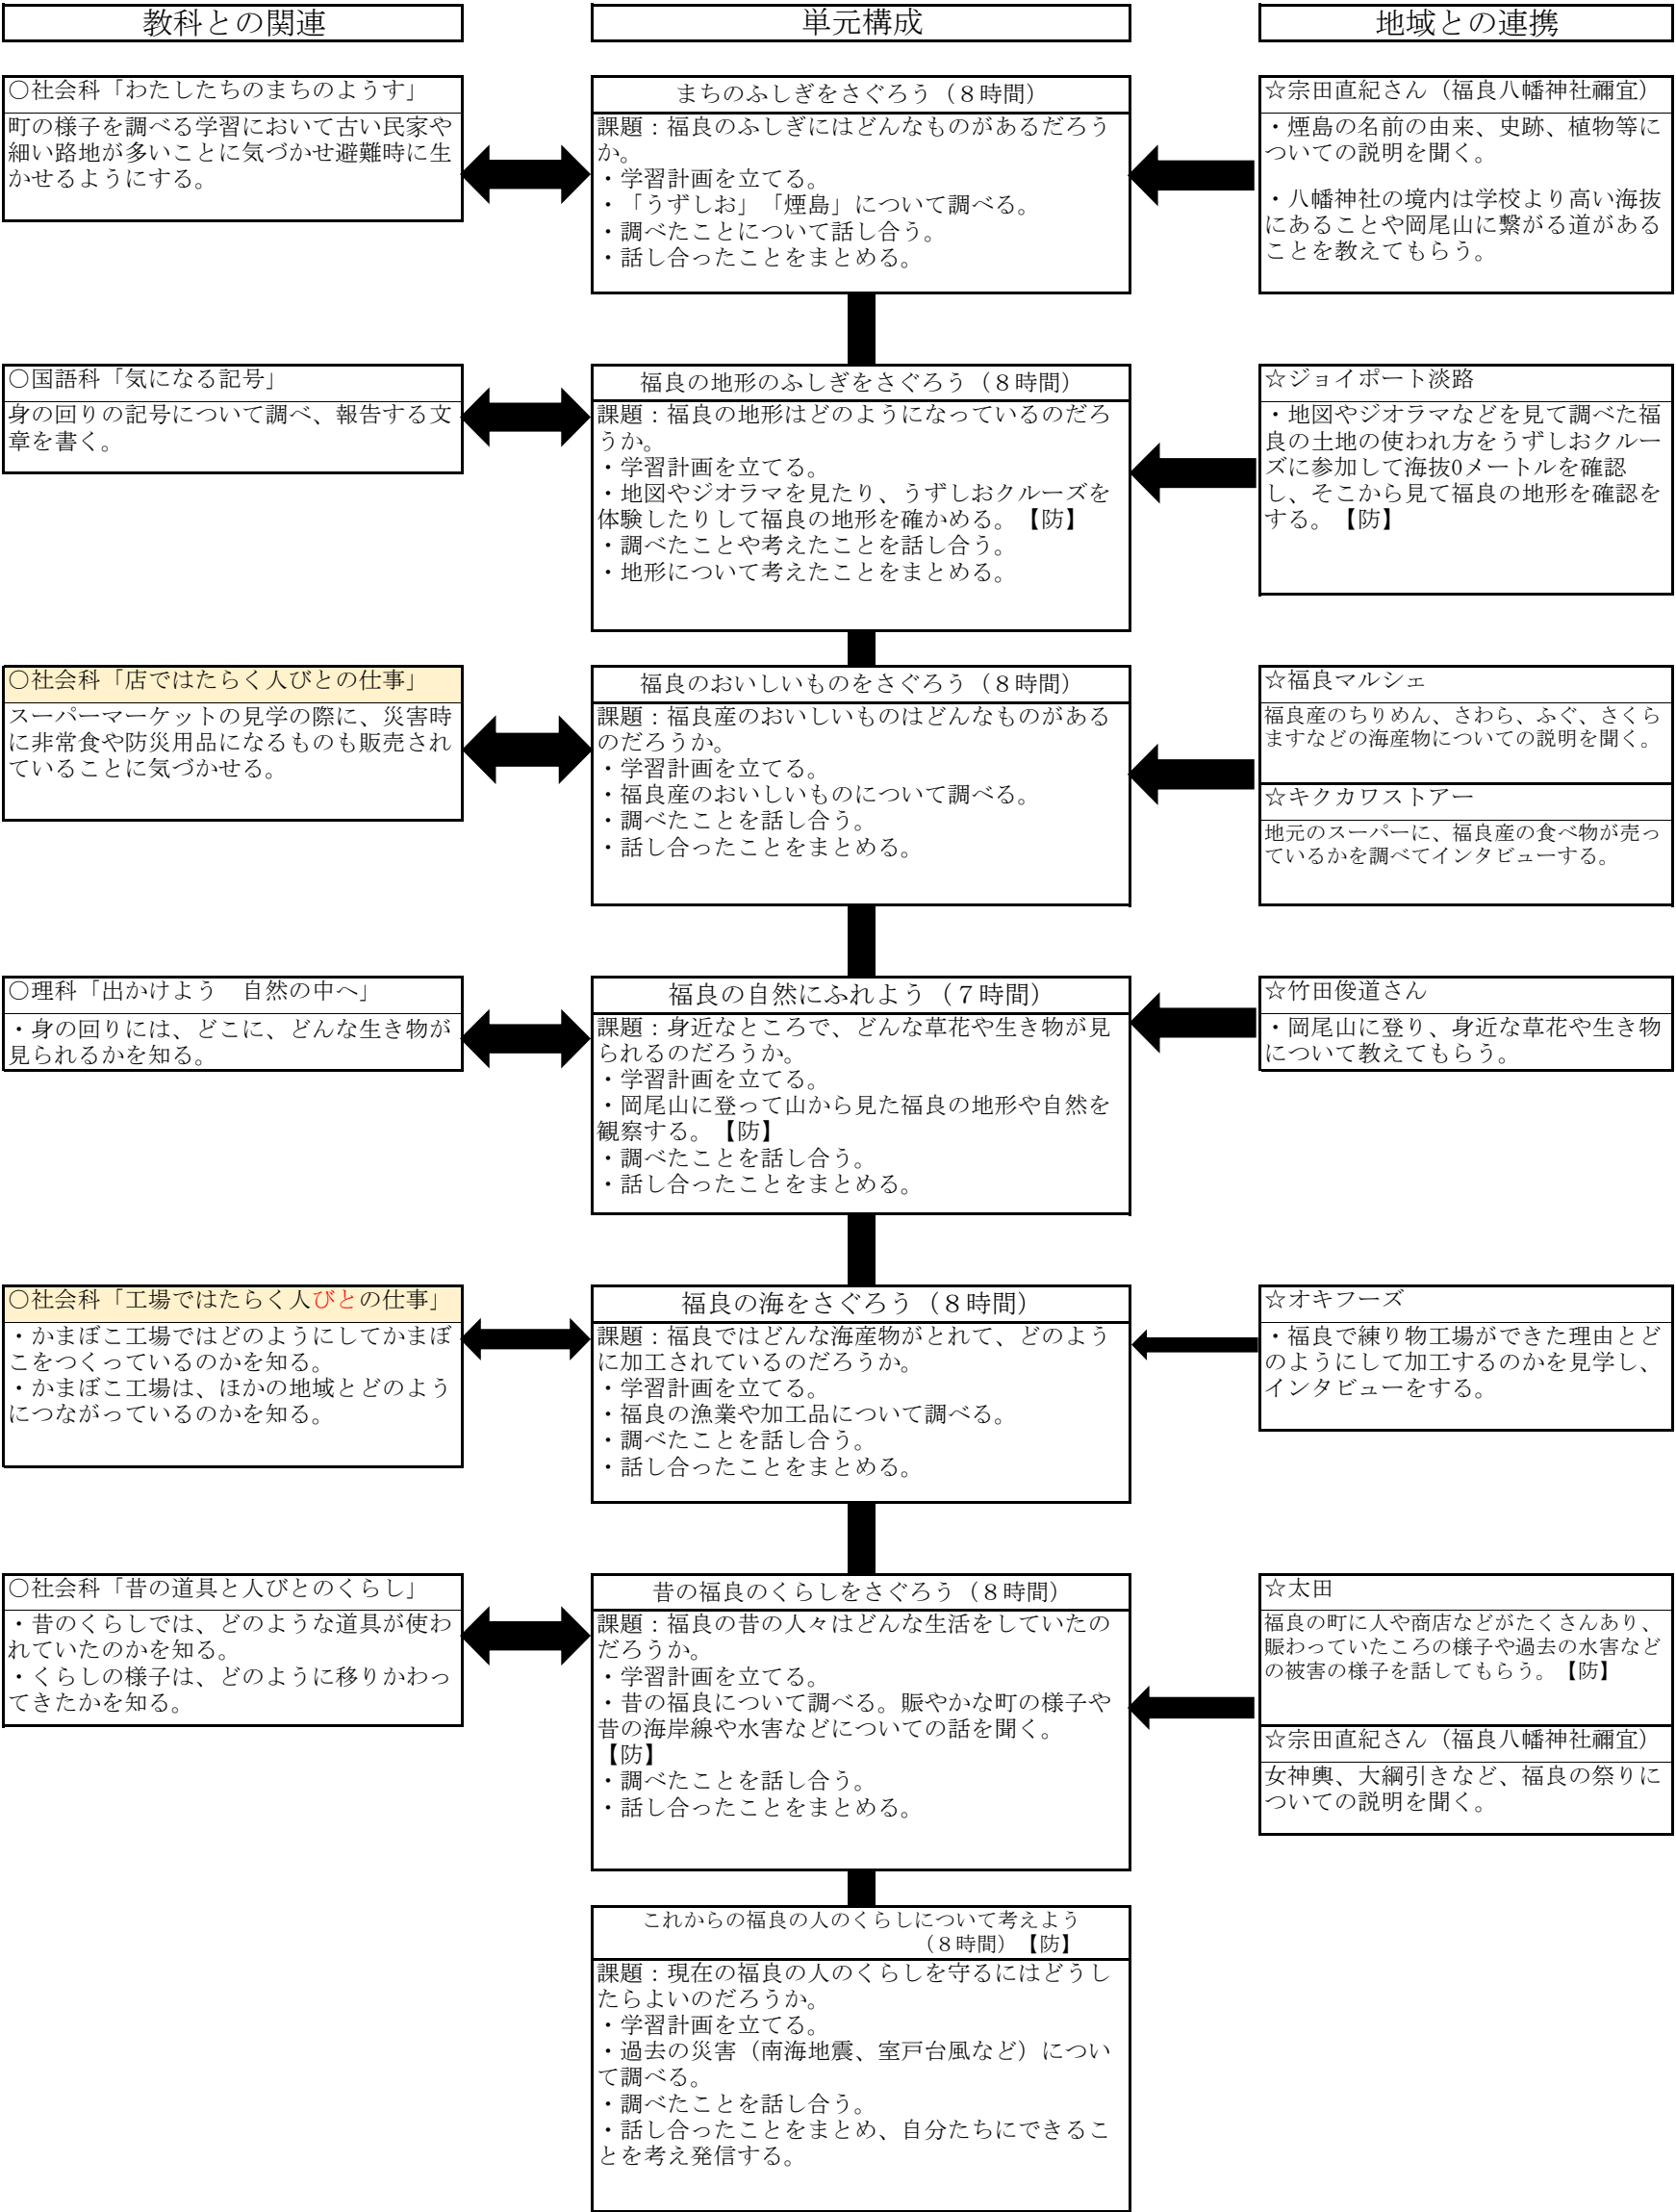 教科との関連
単元構成
地域との連携
○社会科「わたしたちのまちのようす」
町の様子を調べる学習において古い民家や
細い路地が多いことに気づかせ避難時に生
かせるようにする。
まちのふしぎをさぐろう（８時間）
課題：福良のふしぎにはどんなものがあるだろう
か。
・学習計画を立てる。
・「うずしお」「煙島」について調べる。
・調べたことについて話し合う。
・話し合ったことをまとめる。
☆宗田直紀さん（福良八幡神社禰宜）
・煙島の名前の由来、史跡、植物等に
ついての説明を聞く。
・八幡神社の境内は学校より高い海抜
にあることや岡尾山に繋がる道がある
ことを教えてもらう。
○国語科「気になる記号」
身の回りの記号について調べ、報告する文
章を書く。
福良の地形のふしぎをさぐろう（８時間）
課題：福良の地形はどのようになっているのだろ
うか。
・学習計画を立てる。
・地図やジオラマを見たり、うずしおクルーズを
体験したりして福良の地形を確かめる。【防】
・調べたことや考えたことを話し合う。
・地形について考えたことをまとめる。
☆ジョイポート淡路
・地図やジオラマなどを見て調べた福
良の土地の使われ方をうずしおクルー
ズに参加して海抜0メートルを確認
し、そこから見て福良の地形を確認を
する。【防】
○社会科「店ではたらく人びとの仕事」
スーパーマーケットの見学の際に、災害時
に非常食や防災用品になるものも販売され
ていることに気づかせる。
福良のおいしいものをさぐろう（８時間）
課題：福良産のおいしいものはどんなものがある
のだろうか。
・学習計画を立てる。
・福良産のおいしいものについて調べる。
・調べたことを話し合う。
・話し合ったことをまとめる。
☆福良マルシェ
福良産のちりめん、さわら、ふぐ、さくら
ますなどの海産物についての説明を聞く。
☆キクカワストアー
地元のスーパーに、福良産の食べ物が売っ
ているかを調べてインタビューする。
○理科「出かけよう　自然の中へ」
・身の回りには、どこに、どんな生き物が
見られるかを知る。
福良の自然にふれよう（７時間）
課題：身近なところで、どんな草花や生き物が見
られるのだろうか。
・学習計画を立てる。
・岡尾山に登って山から見た福良の地形や自然を
観察する。【防】
・調べたことを話し合う。
・話し合ったことをまとめる。
☆竹田俊道さん
・岡尾山に登り、身近な草花や生き物
について教えてもらう。
○社会科「工場ではたらく人びとの仕事」
・かまぼこ工場ではどのようにしてかまぼ
こをつくっているのかを知る。
・かまぼこ工場は、ほかの地域とどのよう
につながっているのかを知る。
福良の海をさぐろう（８時間）
課題：福良ではどんな海産物がとれて、どのよう
に加工されているのだろうか。
・学習計画を立てる。
・福良の漁業や加工品について調べる。
・調べたことを話し合う。
・話し合ったことをまとめる。
☆オキフーズ
・福良で練り物工場ができた理由とど
のようにして加工するのかを見学し、
インタビューをする。
○社会科「昔の道具と人びとのくらし」
・昔のくらしでは、どのような道具が使わ
れていたのかを知る。
・くらしの様子は、どのように移りかわっ
てきたかを知る。
昔の福良のくらしをさぐろう（８時間）
課題：福良の昔の人々はどんな生活をしていたの
だろうか。
・学習計画を立てる。
・昔の福良について調べる。賑やかな町の様子や
昔の海岸線や水害などについての話を聞く。
【防】
・調べたことを話し合う。
・話し合ったことをまとめる。
☆太田
福良の町に人や商店などがたくさんあり、
賑わっていたころの様子や過去の水害など
の被害の様子を話してもらう。【防】
☆宗田直紀さん（福良八幡神社禰宜）
女神輿、大綱引きなど、福良の祭りに
ついての説明を聞く。
これからの福良の人のくらしについて考えよう
（８時間）【防】
課題：現在の福良の人のくらしを守るにはどうし
たらよいのだろうか。
・学習計画を立てる。
・過去の災害（南海地震、室戸台風など）につい
て調べる。
・調べたことを話し合う。
・話し合ったことをまとめ、自分たちにできるこ
とを考え発信する。